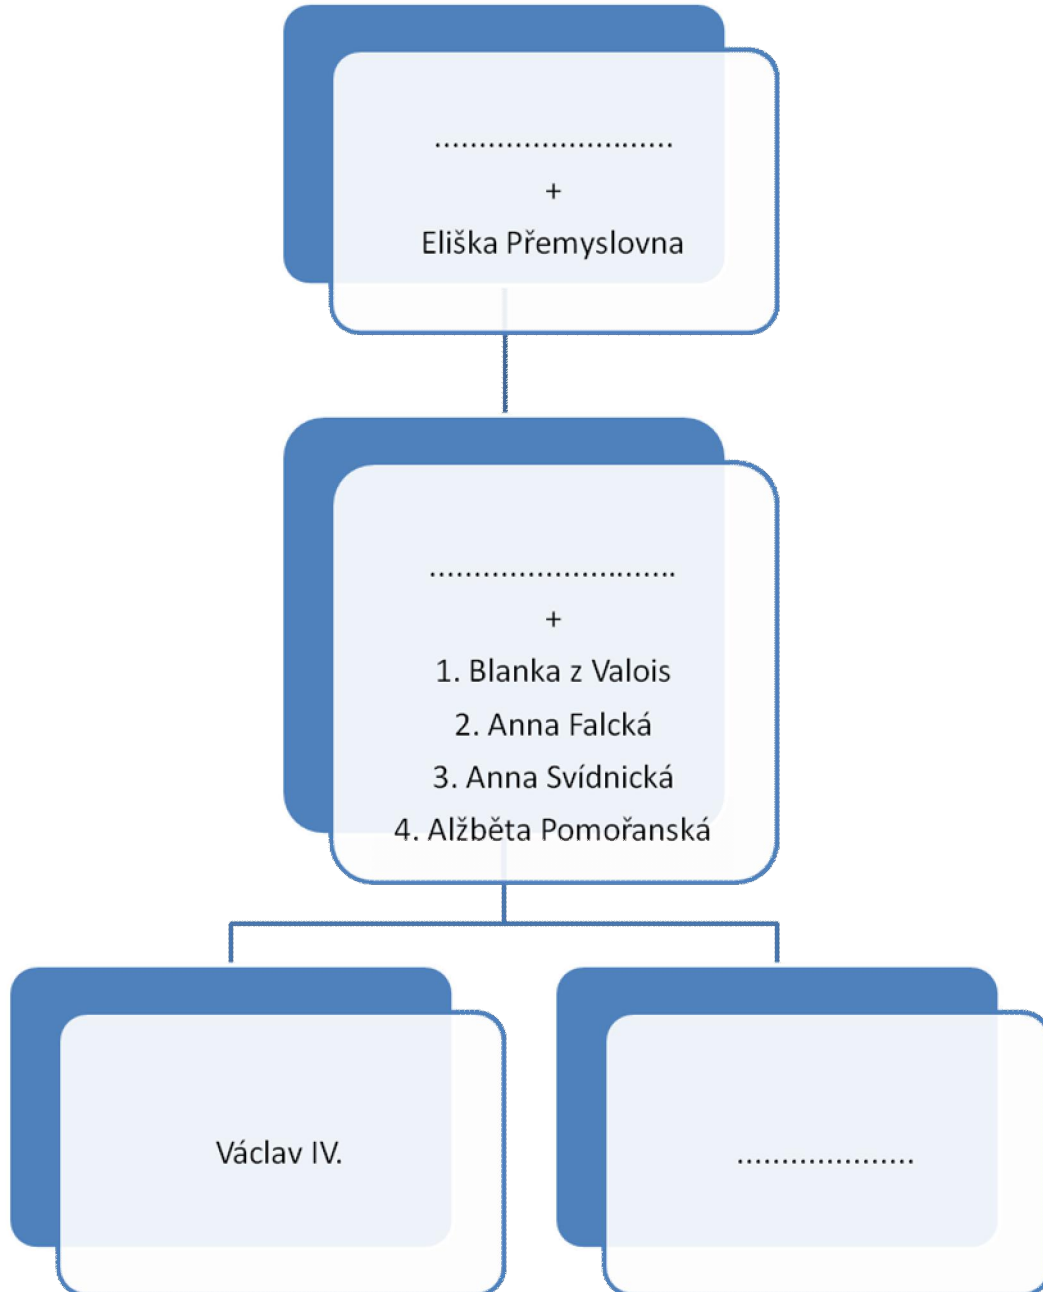 ...........................
+
Eliška Přemyslovna
............................
+
1. Blanka z Valois
2. Anna Falcká
3. Anna Svídnická
4. Alžběta Pomořanská
Václav IV.
....................